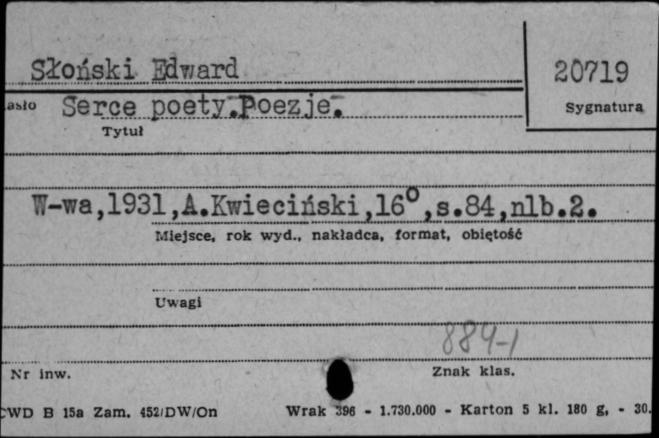 Słoński Edward
20719
asło Serce poety.Poezje.
Sygnatura
Tytuł
W-wa,1931,A.Kwieciński,16⁰,s.84,nlb.2.
Miejsce, rok wyd., nakładca, format, objętość
Uwagi
884-1
Nr inw.
Znak klas.
CWD B 15a Zam. 452/DW/On Wrak 396 - 1.730.000 - Karton 5 kl. 180 g, - 30.